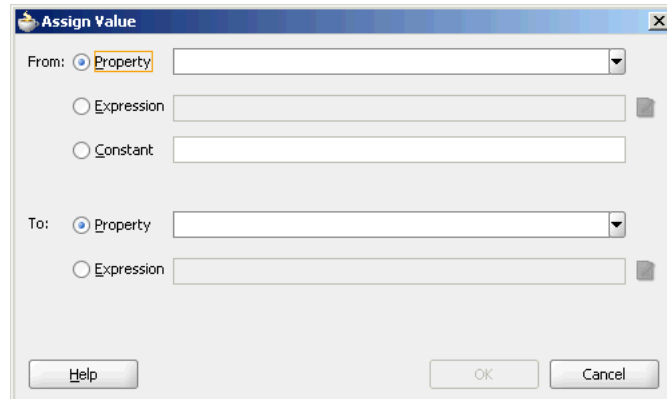 Assign Value
From: Property
Expression
Constant
To: Property
Expression
Help OK Cancel